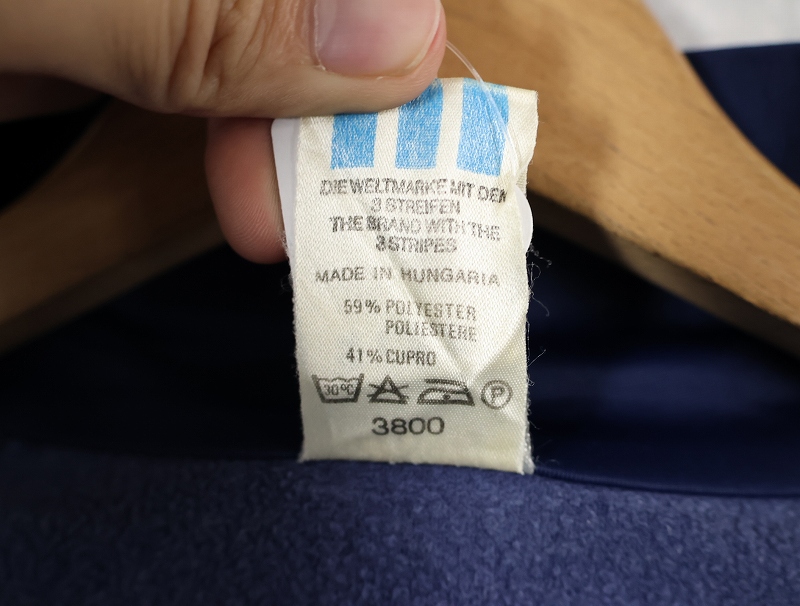 DIE WELTMARKE MIT DEN
3 STREIFEN
THE BRAND WITH THE
3 STRIPES
MADE IN HUNGARIA
59% POLYESTER
POLIESTERE
41% CUPRO
30°C P
3800